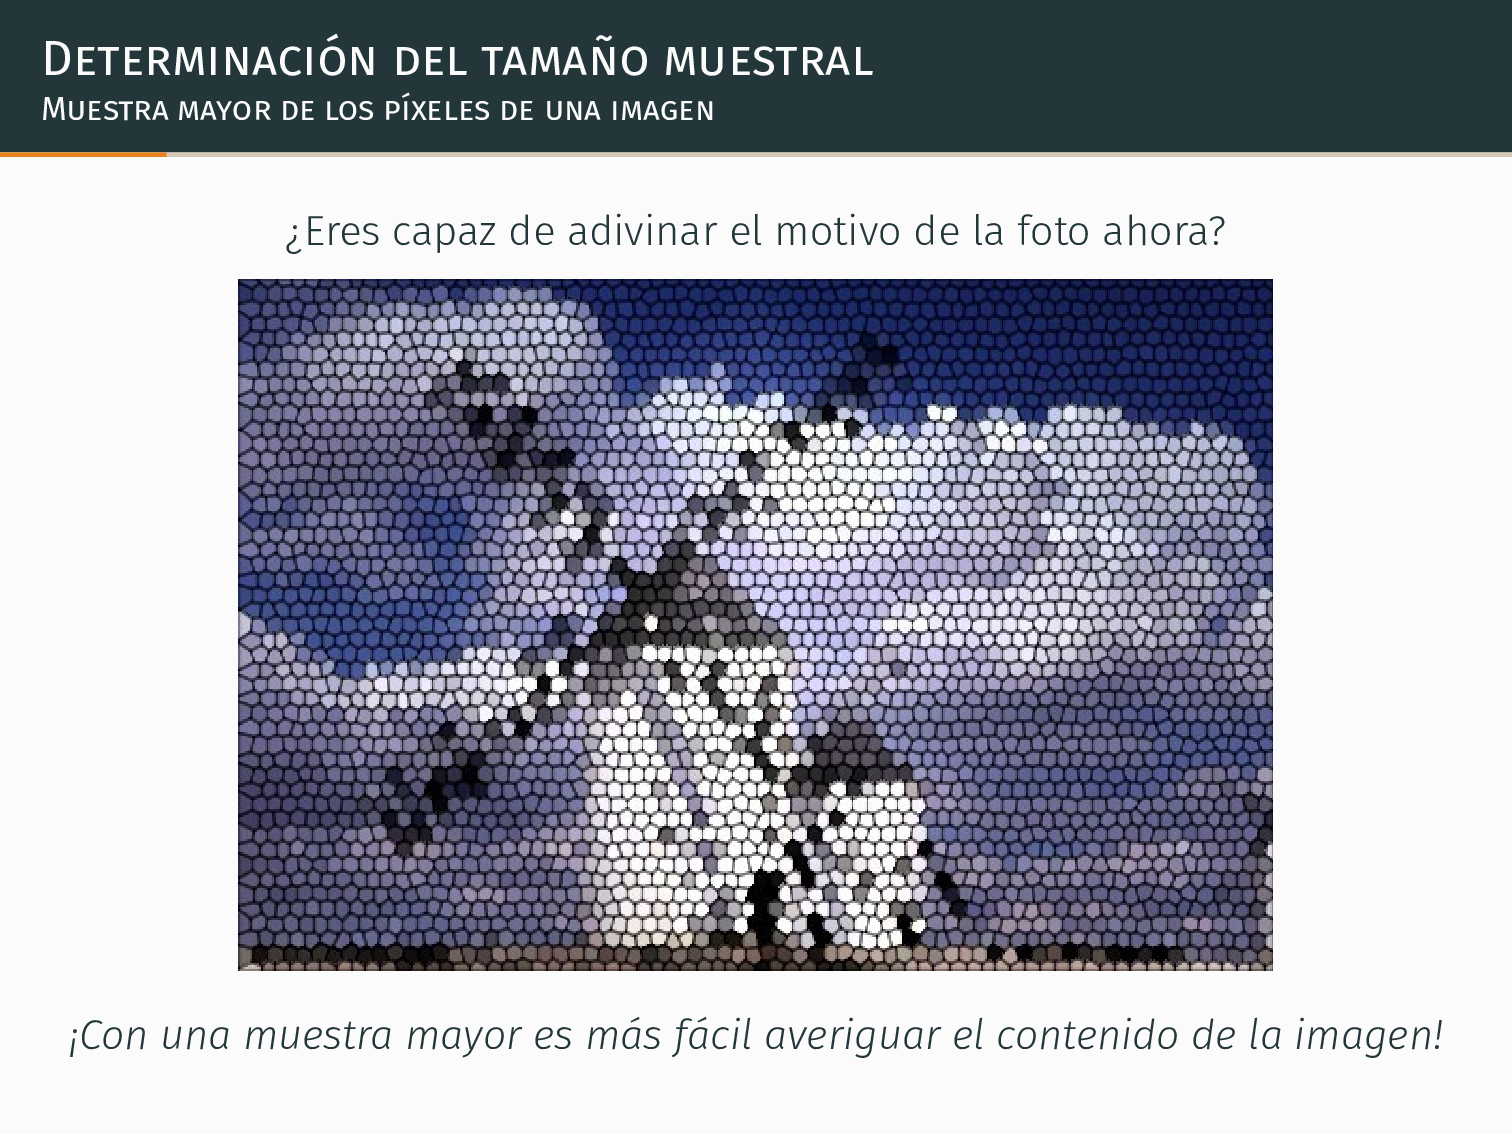 Determinación del tamaño muestral
Muestra mayor de los píxeles de una imagen
¿Eres capaz de adivinar el motivo de la foto ahora?
¡Con una muestra mayor es más fácil averiguar el contenido de la imagen!